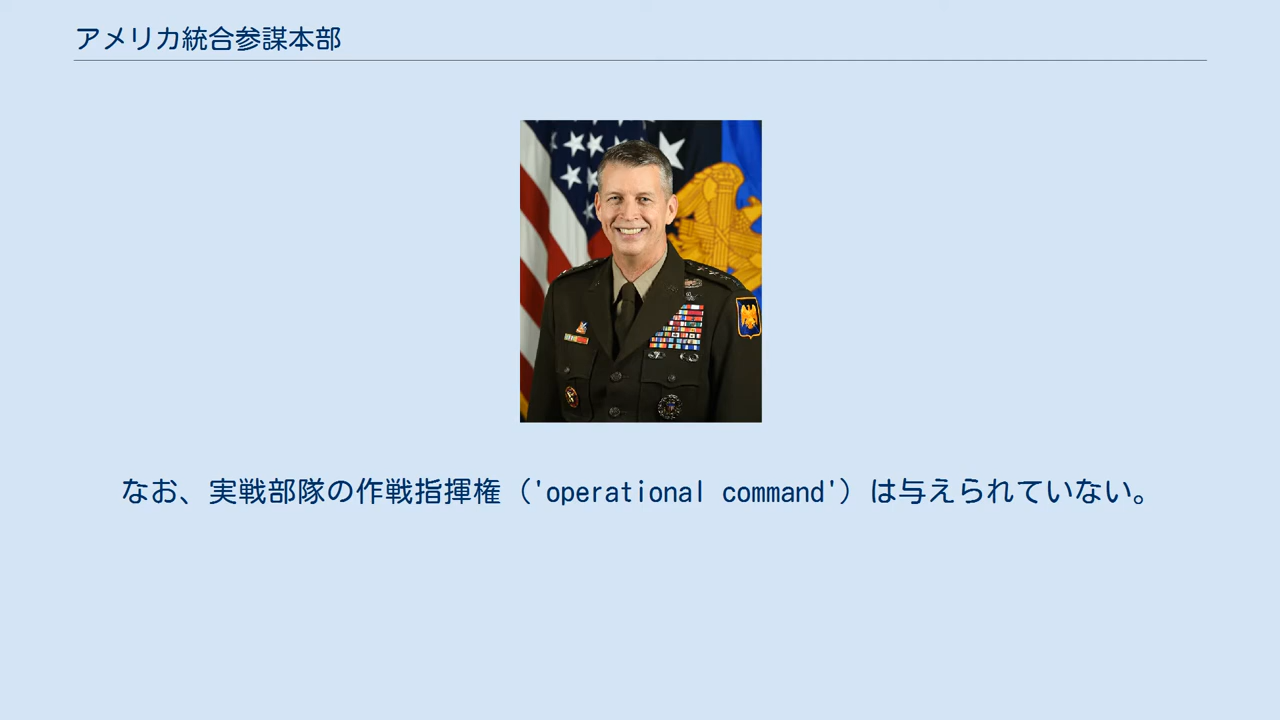 アメリカ統合参謀本部
なお、実戦部隊の作戦指揮権（'operational command'）は与えられていない。